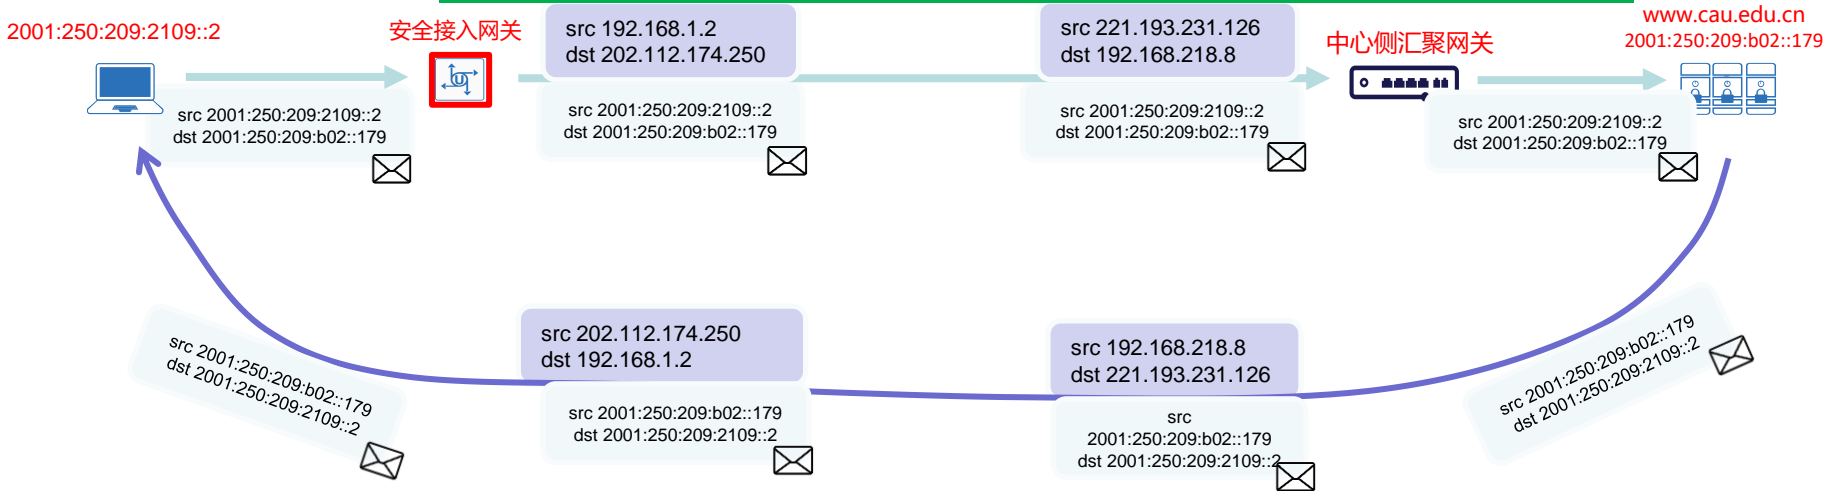 2001:250:209:2109::2
安全接入网关
src 192.168.1.2
dst 202.112.174.250
src 221.193.231.126
dst 192.168.218.8
中心侧汇聚网关
www.cau.edu.cn
2001:250:209:b02::179
src 2001:250:209:2109::2
dst 2001:250:209:b02::179
src 2001:250:209:2109::2
dst 2001:250:209:b02::179
src 2001:250:209:2109::2
dst 2001:250:209:b02::179
src 2001:250:209:2109::2
dst 2001:250:209:b02::179
src 2001:250:209:b02::179
dst 2001:250:209:2109::2
src 202.112.174.250
dst 192.168.1.2
src 2001:250:209:b02::179
dst 2001:250:209:2109::2
src 192.168.218.8
dst 221.193.231.126
src
2001:250:209:b02::179
dst 2001:250:209:2109::2
src 2001:250:209:b02::179
dst 2001:250:209:2109::2